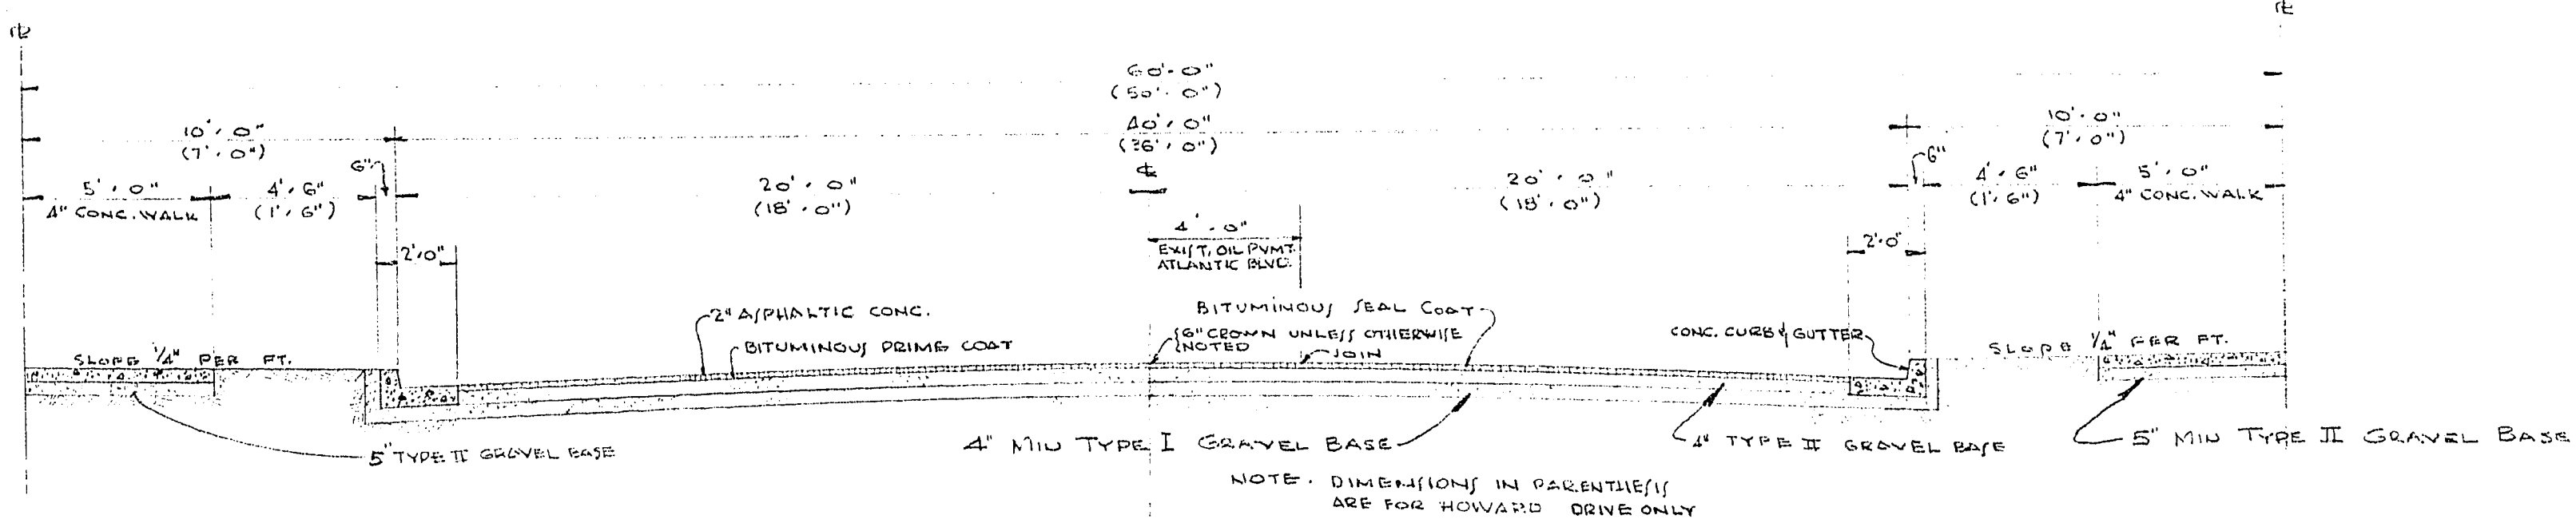 ℄
℄
60'-0"
(50'-0")
10'-0"
(7'-0")
40'-0"
(36'-0")
10'-0"
(7'-0")
6"
6"
5'-0"
4" CONC. WALK
4'-6"
(1'-6")
20'-0"
(18'-0")
℄
20'-0"
(18'-0")
4'-6"
(1'-6")
5'-0"
4" CONC. WALK
2'-0"
4'-0"
EXIST. OIL PVMT.
ATLANTIC BLVD.
2'-0"
2" ASPHALTIC CONC.
BITUMINOUS PRIME COAT
BITUMINOUS SEAL COAT
6" CROWN UNLESS OTHERWISE
NOTED
JOIN
CONC. CURB & GUTTER
SLOPE 1/4" PER FT.
SLOPE 1/4" PER FT.
5" TYPE II GRAVEL BASE
4" MIN TYPE I GRAVEL BASE
4" TYPE II GRAVEL BASE
5" MIN TYPE II GRAVEL BASE
NOTE. DIMENSIONS IN PARENTHESIS
ARE FOR HOWARD DRIVE ONLY